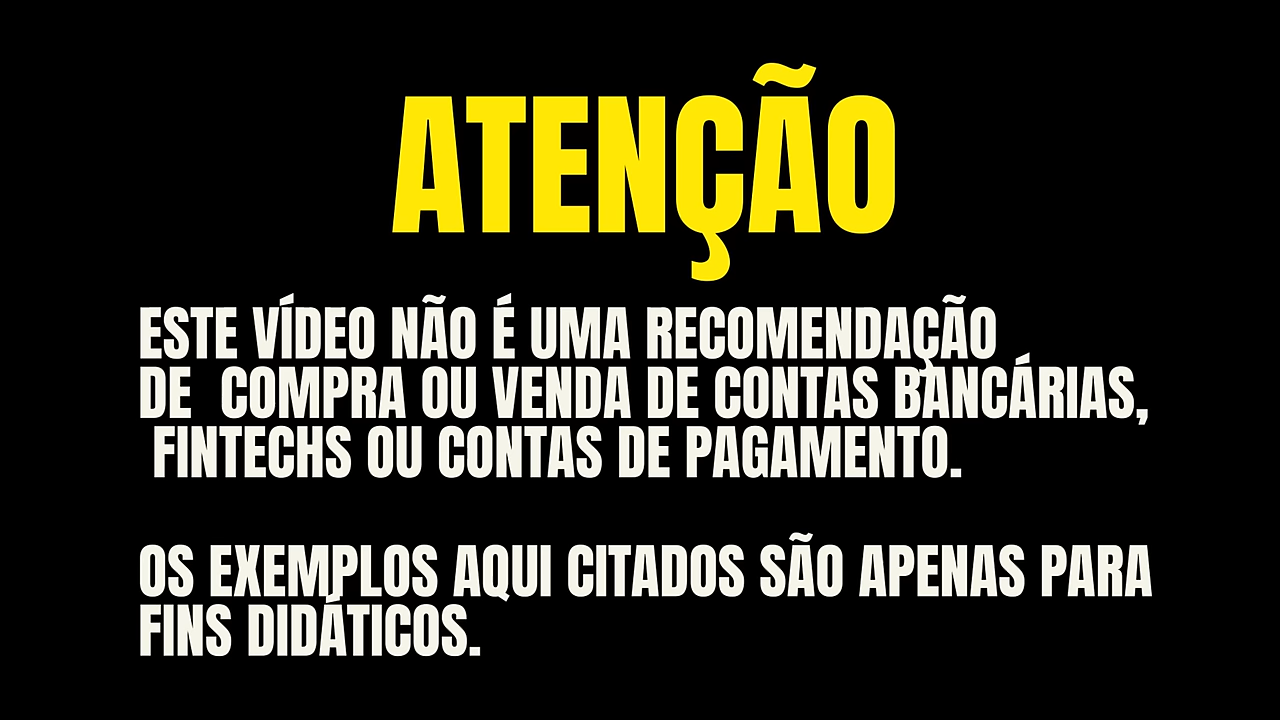 ATENÇÃO
ESTE VÍDEO NÃO É UMA RECOMENDAÇÃO
DE COMPRA OU VENDA DE CONTAS BANCÁRIAS,
FINTECHS OU CONTAS DE PAGAMENTO.
OS EXEMPLOS AQUI CITADOS SÃO APENAS PARA
FINS DIDÁTICOS.